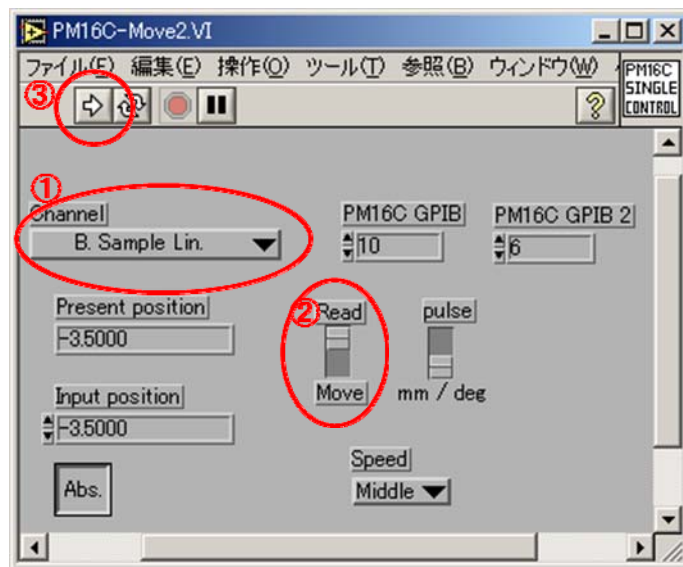 PM16C-Move2.VI
ファイル(F) 編集(E) 操作(O) ツール(T) 参照(B) ウィンドウ(W)
PM16C
SINGLE
CONTROL
③
①
Channel
B. Sample Lin.
PM16C GPIB
10
PM16C GPIB 2
6
Present position
-3.5000
②
Read
Move
pulse
mm / deg
Input position
-3.5000
Abs.
Speed
Middle